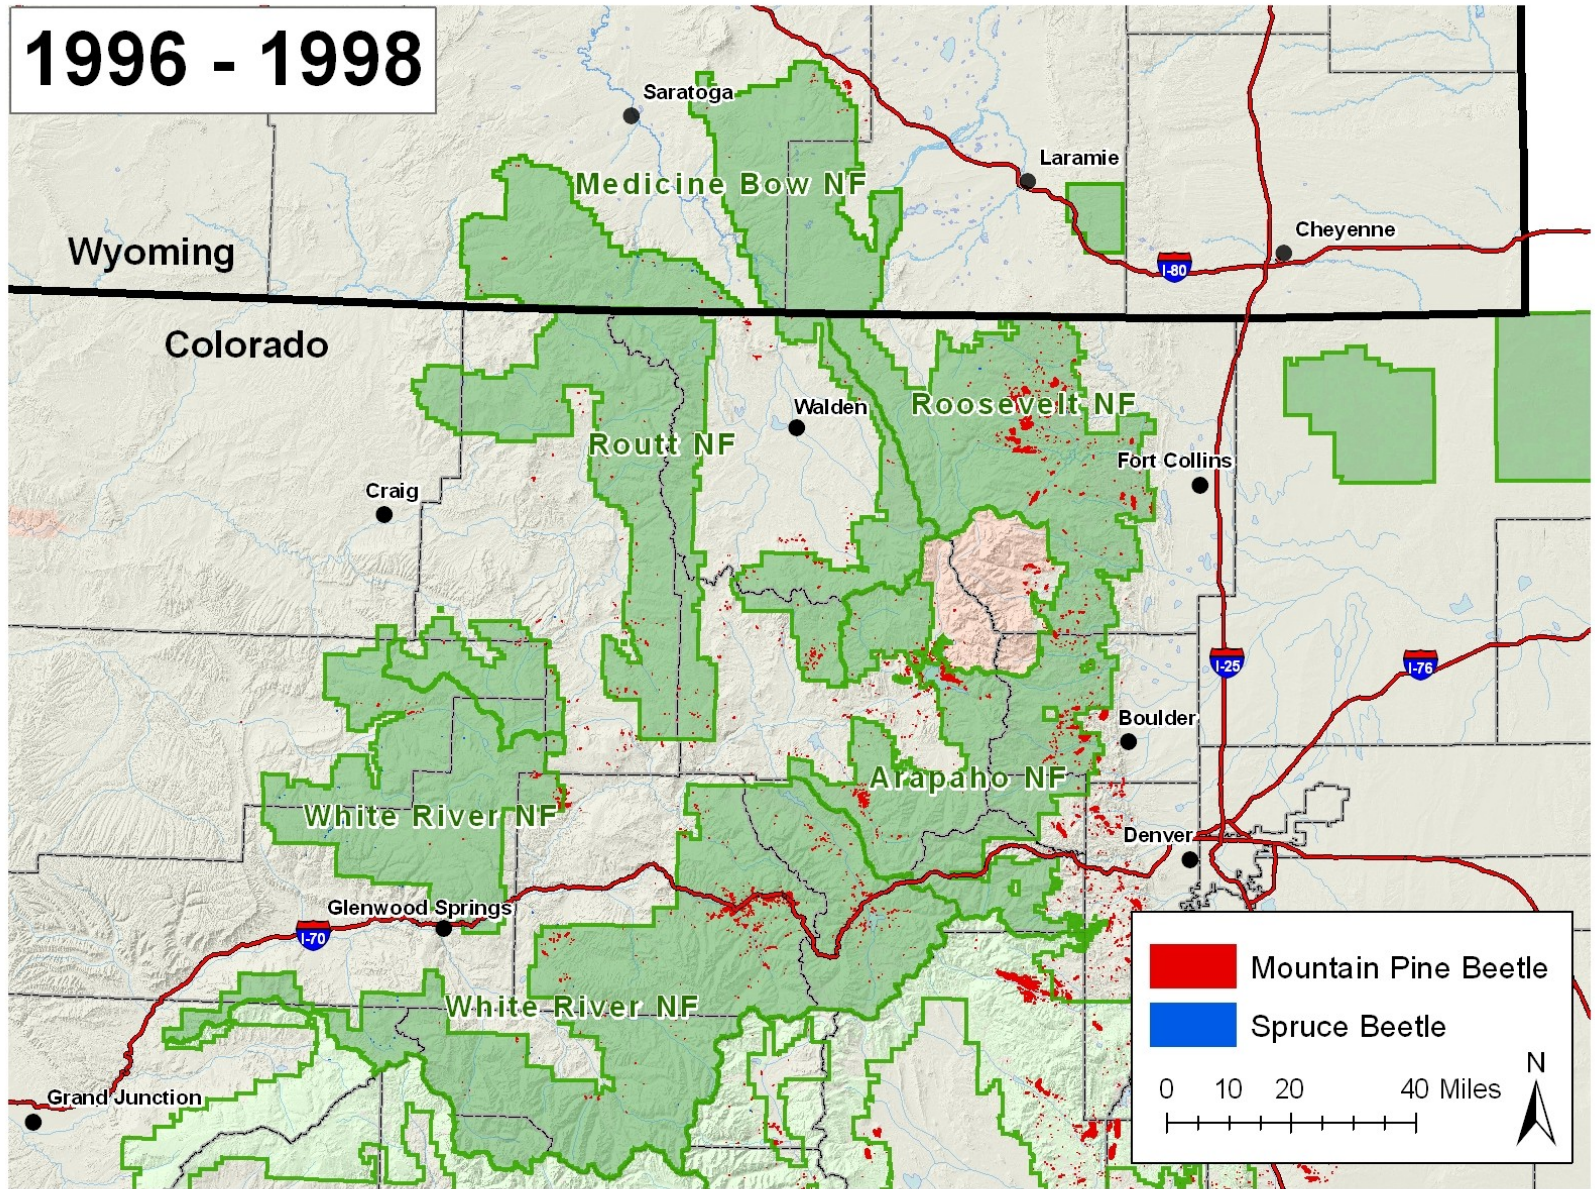 1996 - 1998
Saratoga
Laramie
Medicine Bow NF
Cheyenne
Wyoming
I-80
Colorado
Walden
Roosevelt NF
Routt NF
Fort Collins
Craig
I-25
I-76
Boulder
Arapaho NF
White River NF
Denver
Glenwood Springs
I-70
White River NF
Grand Junction
Mountain Pine Beetle
Spruce Beetle
N
0 10 20 40 Miles